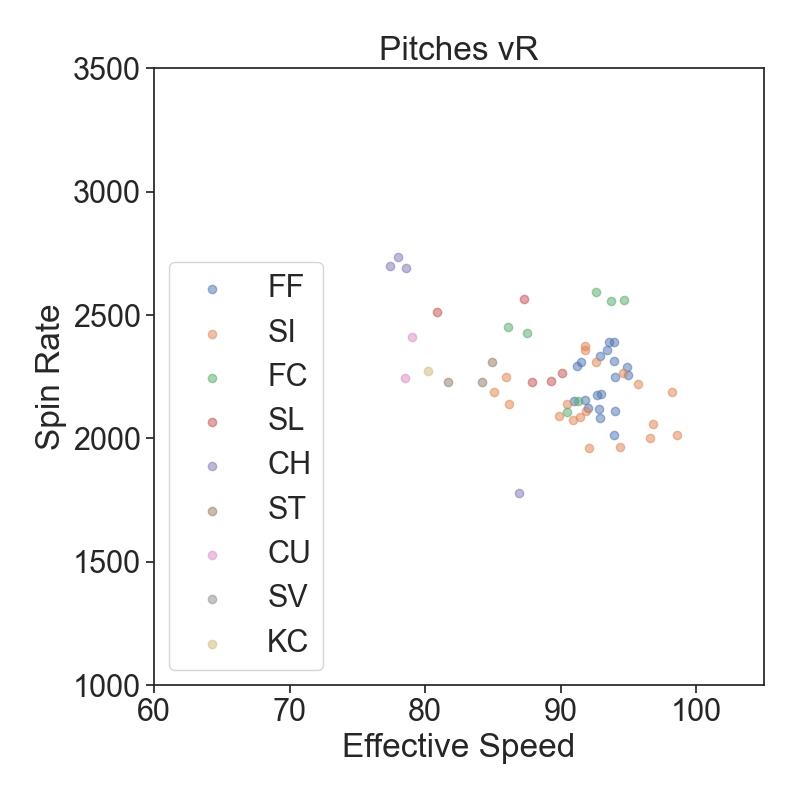 Pitches vR
3500
3000
2500
2000
1500
1000
Spin Rate
FF
SI
FC
SL
CH
ST
CU
SV
KC
60 70 80 90 100
Effective Speed